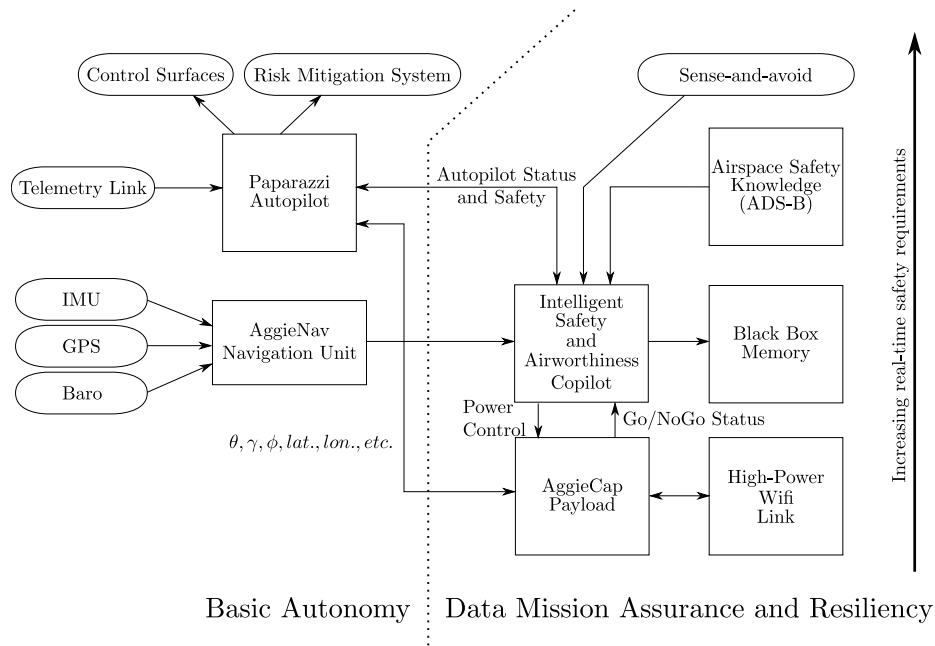 Control Surfaces
Risk Mitigation System
Sense-and-avoid
Telemetry Link
Paparazzi
Autopilot
Autopilot Status
and Safety
Airspace Safety
Knowledge
(ADS-B)
IMU
GPS
Baro
AggieNav
Navigation Unit
Intelligent
Safety
and
Airworthiness
Copilot
Black Box
Memory
Power
Control
Go/NoGo Status
θ, γ, ϕ, lat., lon., etc.
AggieCap
Payload
High-Power
Wifi
Link
Increasing real-time safety requirements
Basic Autonomy
Data Mission Assurance and Resiliency